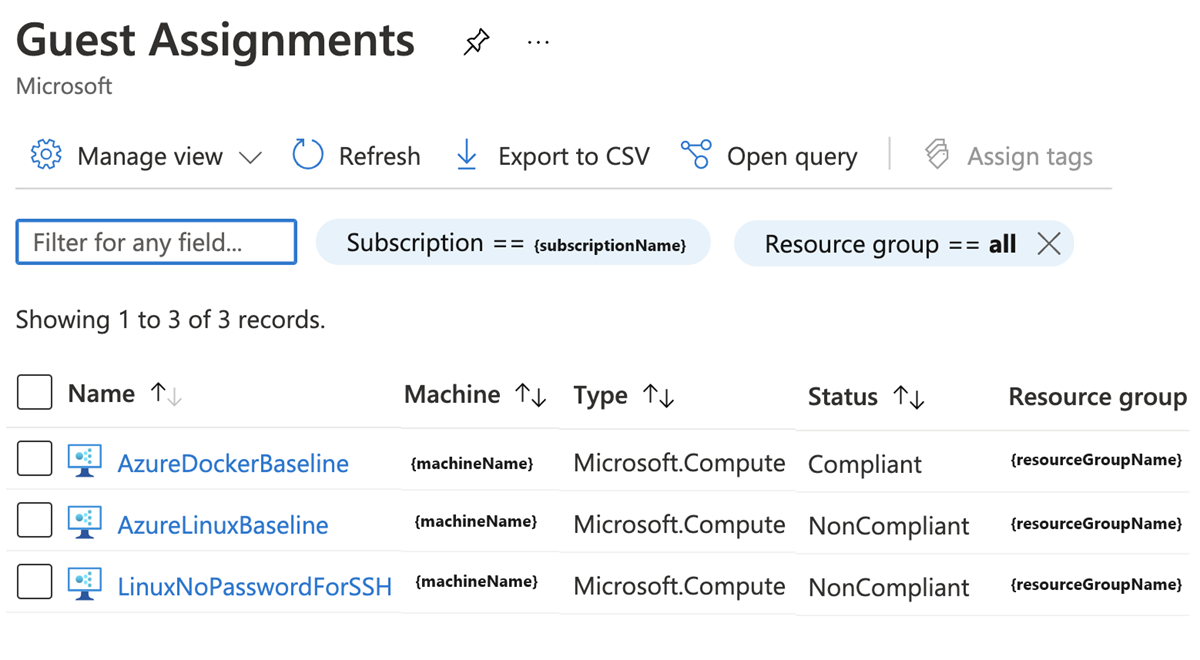 Guest Assignments
Microsoft
Manage view Refresh Export to CSV Open query Assign tags
Filter for any field... Subscription == {subscriptionName} Resource group == all
Showing 1 to 3 of 3 records.
Name Machine Type Status Resource group
AzureDockerBaseline {machineName} Microsoft.Compute Compliant {resourceGroupName}
AzureLinuxBaseline {machineName} Microsoft.Compute NonCompliant {resourceGroupName}
LinuxNoPasswordForSSH {machineName} Microsoft.Compute NonCompliant {resourceGroupName}